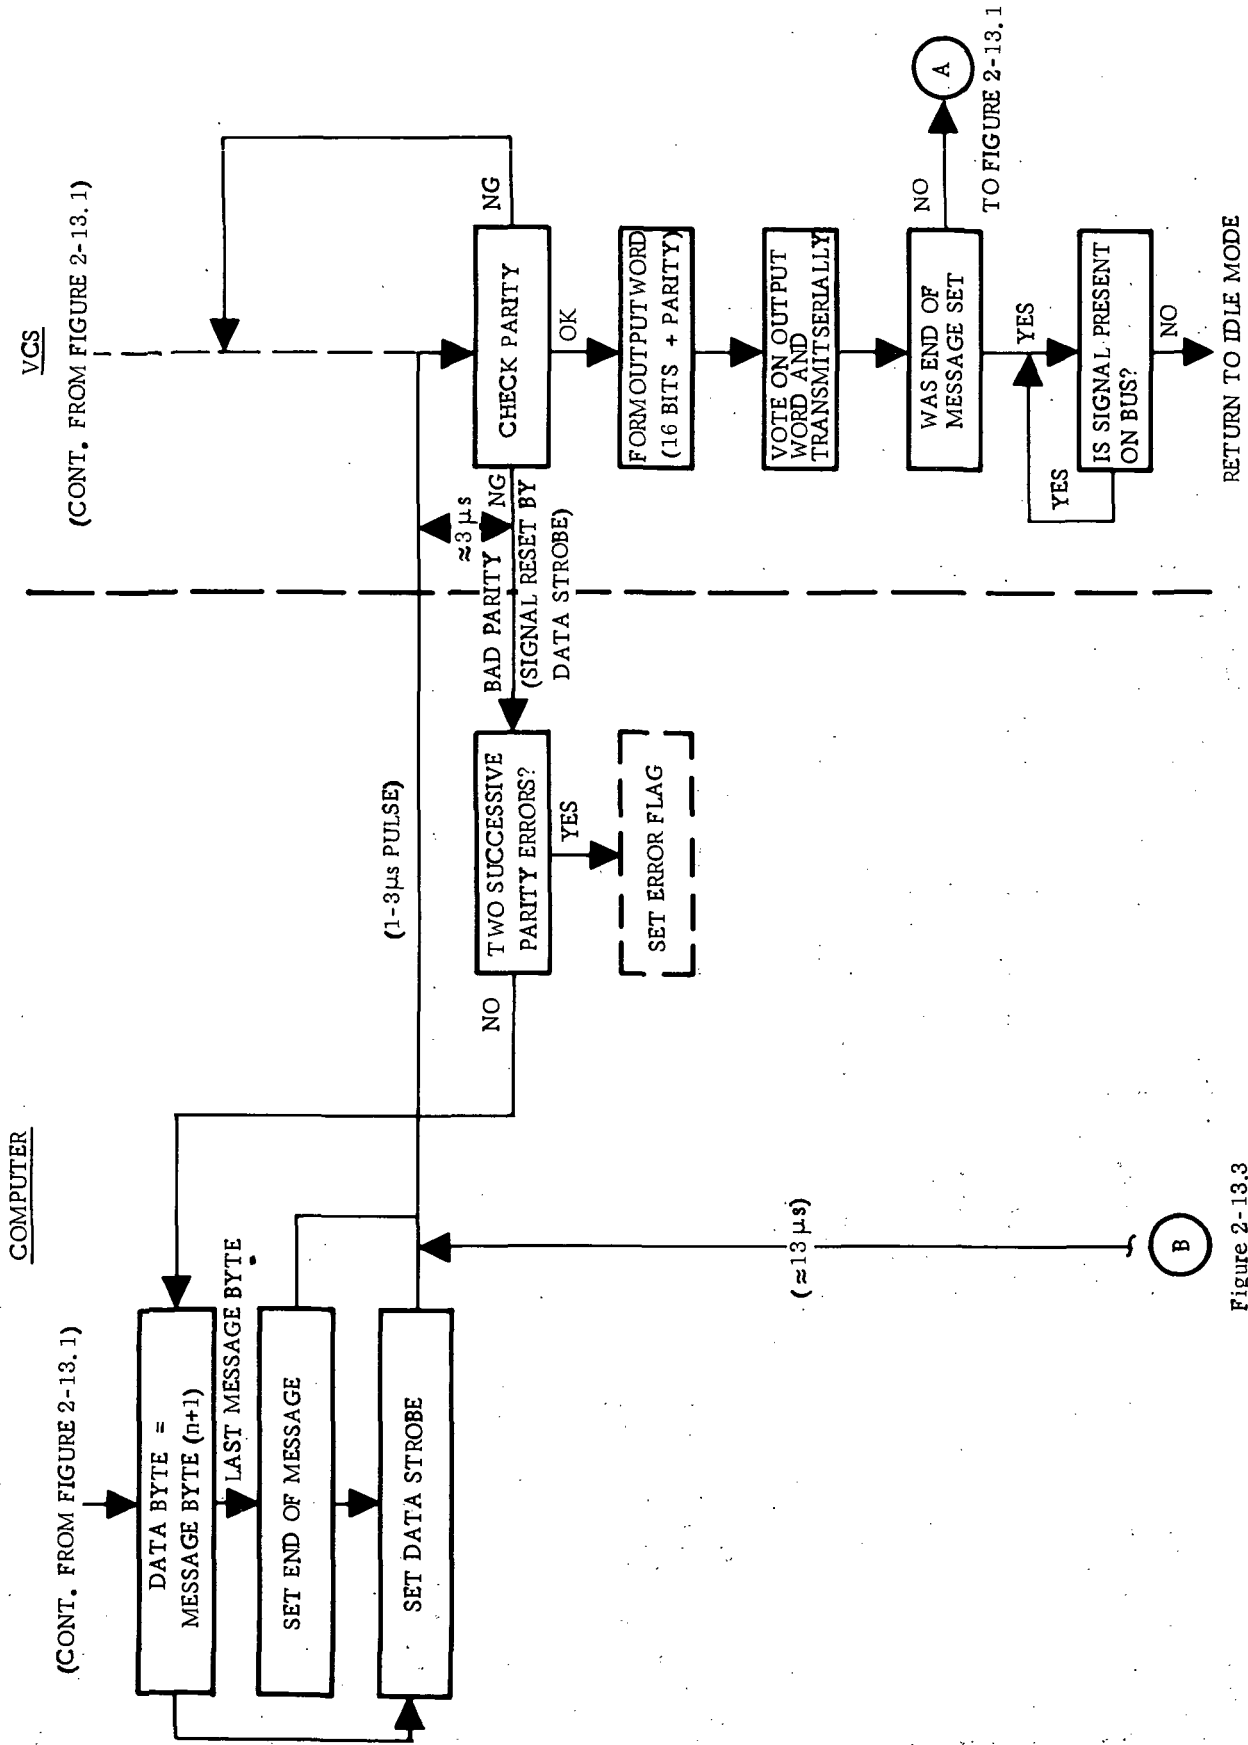 COMPUTER
(CONT. FROM FIGURE 2-13.1)
DATA BYTE =
MESSAGE BYTE (n+1)
LAST MESSAGE BYTE
SET END OF MESSAGE
SET DATA STROBE
(1-3μs PULSE)
NO
TWO SUCCESSIVE
PARITY ERRORS?
YES
SET ERROR FLAG
(≈13 μs)
B
VCS
(CONT. FROM FIGURE 2-13.1)
≈3 μs
BAD PARITY
NG
(SIGNAL RESET BY
DATA STROBE)
CHECK PARITY
NG
OK
FORM OUTPUT WORD
(16 BITS + PARITY)
VOTE ON OUTPUT
WORD AND
TRANSMIT SERIALLY
WAS END OF
MESSAGE SET
NO
A
TO FIGURE 2-13.1
YES
YES
IS SIGNAL PRESENT
ON BUS?
NO
RETURN TO IDLE MODE
Figure 2-13.3